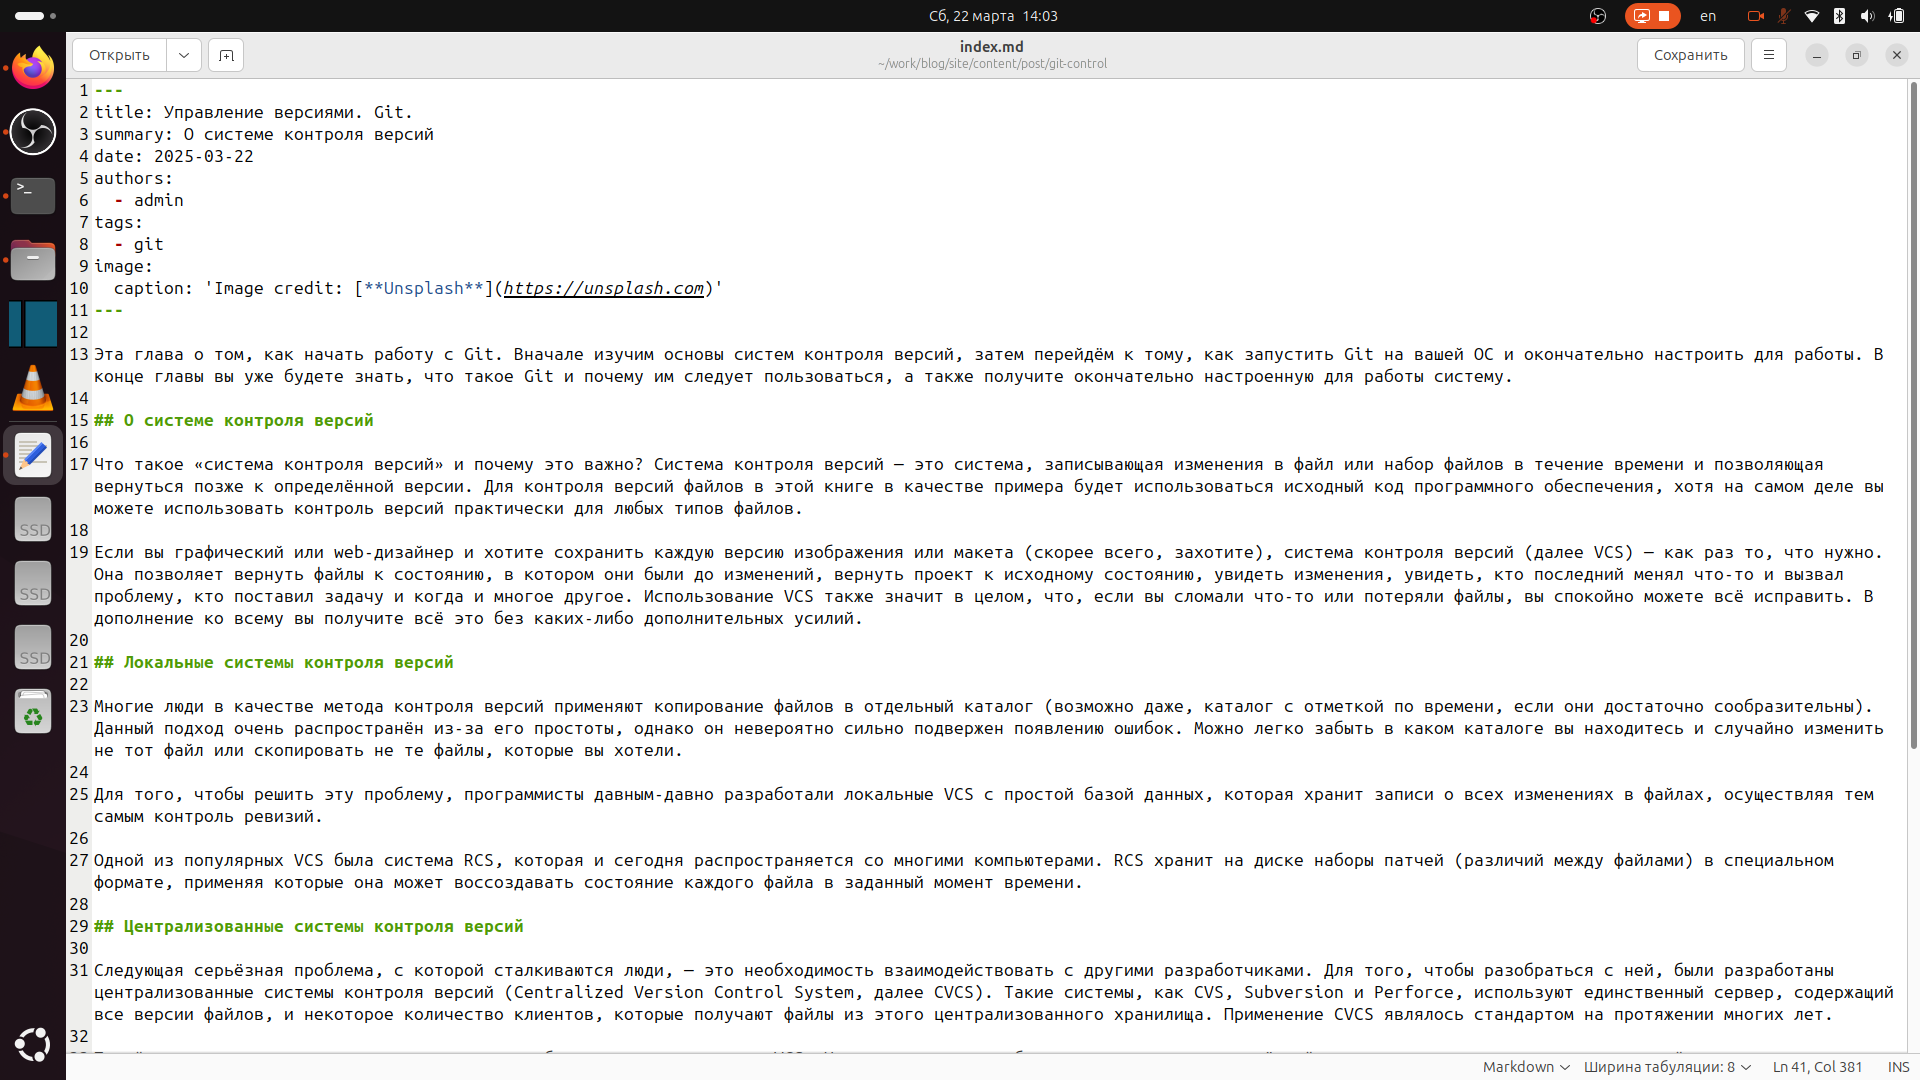 Сб, 22 марта 14:03
en
Открыть
index.md
~/work/blog/site/content/post/git-control
Сохранить
1 ---
2 title: Управление версиями. Git.
3 summary: О системе контроля версий
4 date: 2025-03-22
5 authors:
6   - admin
7 tags:
8   - git
9 image:
10   caption: 'Image credit: [**Unsplash**](https://unsplash.com)'
11 ---
12
13 Эта глава о том, как начать работу с Git. Вначале изучим основы систем контроля версий, затем перейдём к тому, как запустить Git на вашей ОС и окончательно настроить для работы. В
конце главы вы уже будете знать, что такое Git и почему им следует пользоваться, а также получите окончательно настроенную для работы систему.
14
15 ## О системе контроля версий
16
17 Что такое «система контроля версий» и почему это важно? Система контроля версий — это система, записывающая изменения в файл или набор файлов в течение времени и позволяющая
вернуться позже к определённой версии. Для контроля версий файлов в этой книге в качестве примера будет использоваться исходный код программного обеспечения, хотя на самом деле вы
можете использовать контроль версий практически для любых типов файлов.
18
19 Если вы графический или web-дизайнер и хотите сохранить каждую версию изображения или макета (скорее всего, захотите), система контроля версий (далее VCS) — как раз то, что нужно.
Она позволяет вернуть файлы к состоянию, в котором они были до изменений, вернуть проект к исходному состоянию, увидеть изменения, увидеть, кто последний менял что-то и вызвал
проблему, кто поставил задачу и когда и многое другое. Использование VCS также значит в целом, что, если вы сломали что-то или потеряли файлы, вы спокойно можете всё исправить. В
дополнение ко всему вы получите всё это без каких-либо дополнительных усилий.
20
21 ## Локальные системы контроля версий
22
23 Многие люди в качестве метода контроля версий применяют копирование файлов в отдельный каталог (возможно даже, каталог с отметкой по времени, если они достаточно сообразительны).
Данный подход очень распространён из-за его простоты, однако он невероятно сильно подвержен появлению ошибок. Можно легко забыть в каком каталоге вы находитесь и случайно изменить
не тот файл или скопировать не те файлы, которые вы хотели.
24
25 Для того, чтобы решить эту проблему, программисты давным-давно разработали локальные VCS с простой базой данных, которая хранит записи о всех изменениях в файлах, осуществляя тем
самым контроль ревизий.
26
27 Одной из популярных VCS была система RCS, которая и сегодня распространяется со многими компьютерами. RCS хранит на диске наборы патчей (различий между файлами) в специальном
формате, применяя которые она может воссоздавать состояние каждого файла в заданный момент времени.
28
29 ## Централизованные системы контроля версий
30
31 Следующая серьёзная проблема, с которой сталкиваются люди, — это необходимость взаимодействовать с другими разработчиками. Для того, чтобы разобраться с ней, были разработаны
централизованные системы контроля версий (Centralized Version Control System, далее CVCS). Такие системы, как CVS, Subversion и Perforce, используют единственный сервер, содержащий
все версии файлов, и некоторое количество клиентов, которые получают файлы из этого централизованного хранилища. Применение CVCS являлось стандартом на протяжении многих лет.
32
SSD
SSD
SSD
Markdown
Ширина табуляции: 8
Ln 41, Col 381
INS